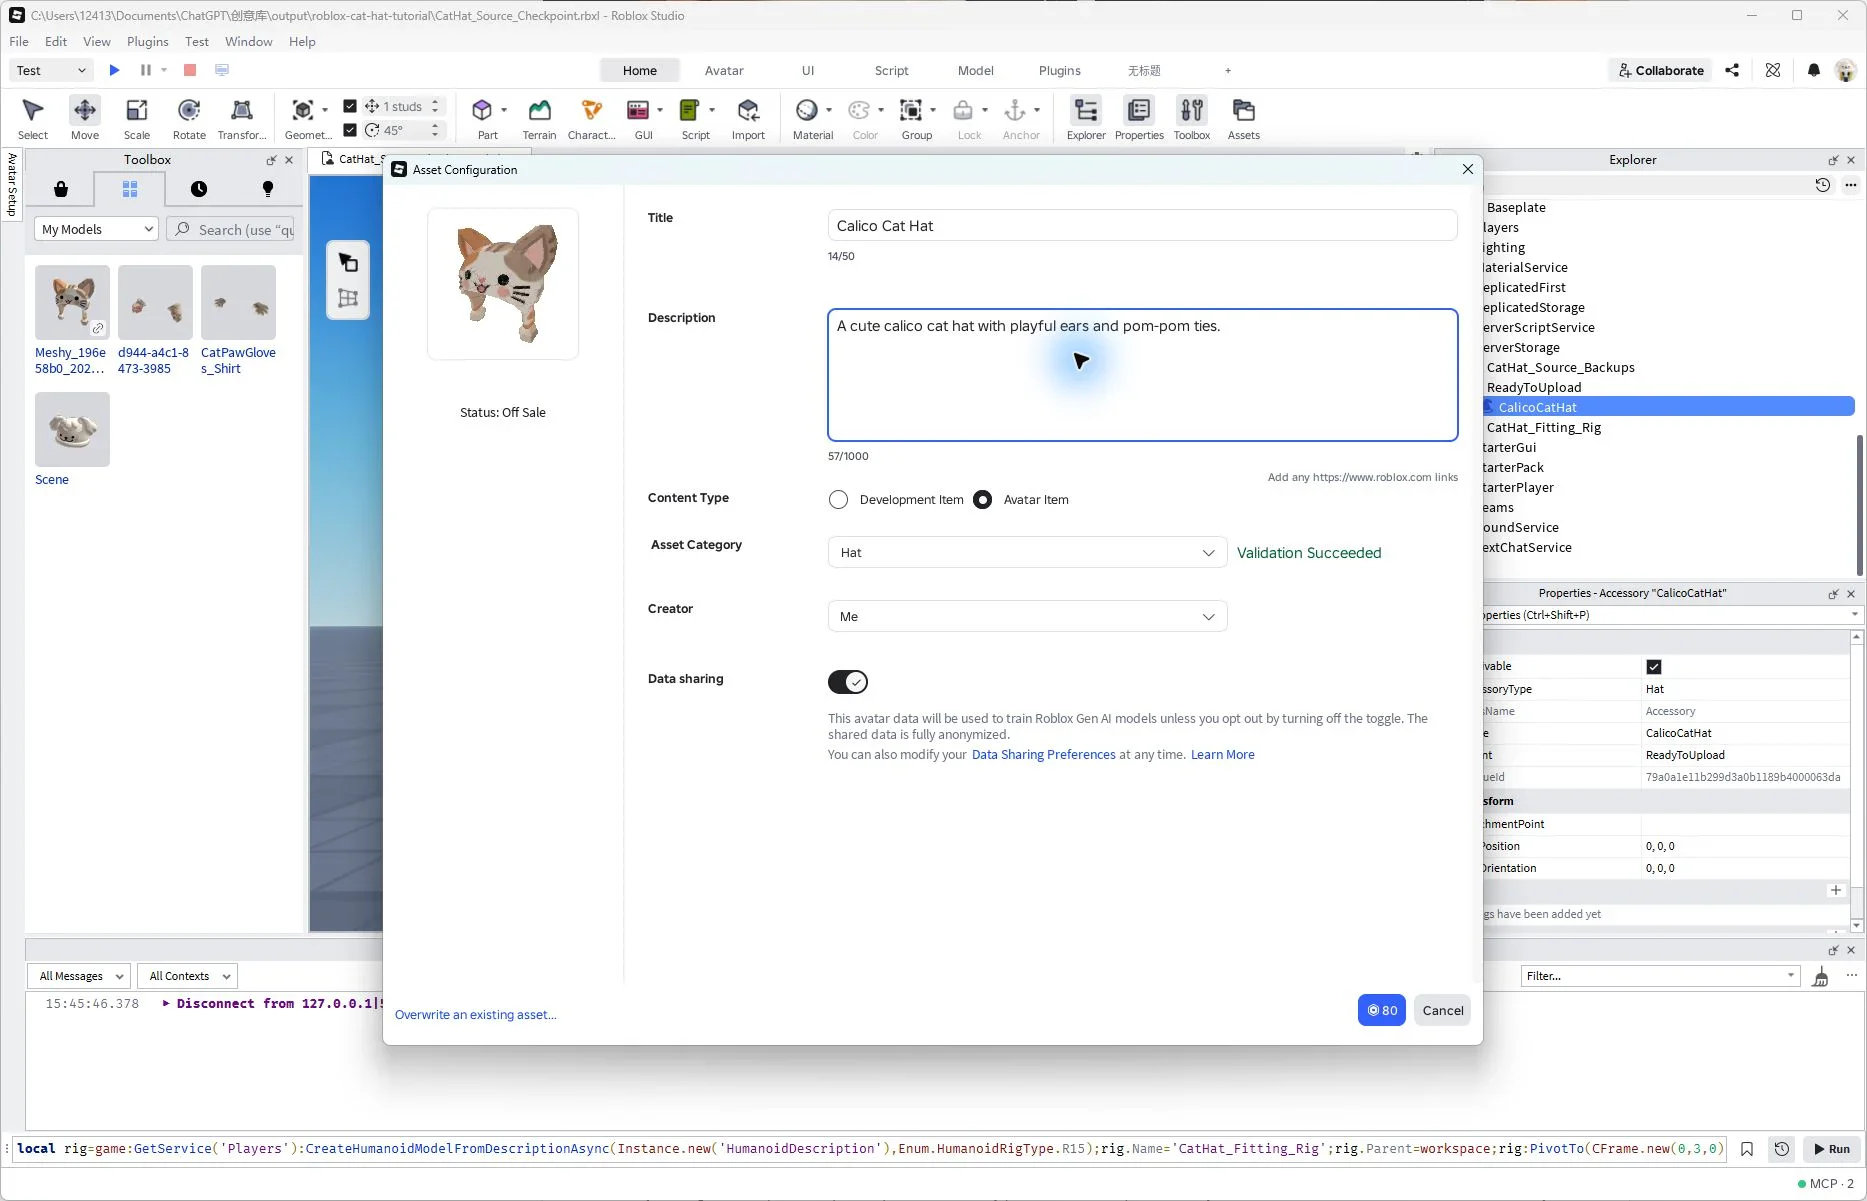 C:\Users\12413\Documents\ChatGPT\创意库\output\roblox-cat-hat-tutorial\CatHat_Source_Checkpoint.rbxl - Roblox Studio
File Edit View Plugins Test Window Help
Test
Home Avatar UI Script Model Plugins 无标题 +
Collaborate
1 studs
45°
Select Move Scale Rotate Transfor... Geomet... Part Terrain Charact... GUI Script Import Material Color Group Lock Anchor Explorer Properties Toolbox Assets
Avatar Setup
Toolbox
My Models
Search (use "qu
Meshy_196e
58b0_202...
d944-a4c1-8
473-3985
CatPawGlove
s_Shirt
Scene
CatHat_S
Asset Configuration
Status: Off Sale
Title
Calico Cat Hat
14/50
Description
A cute calico cat hat with playful ears and pom-pom ties.
57/1000
Add any https://www.roblox.com links
Content Type
Development Item
Avatar Item
Asset Category
Hat
Validation Succeeded
Creator
Me
Data sharing
This avatar data will be used to train Roblox Gen AI models unless you opt out by turning off the toggle. The
shared data is fully anonymized.
You can also modify your Data Sharing Preferences at any time. Learn More
Overwrite an existing asset...
80
Cancel
Explorer
Baseplate
layers
ighting
laterialService
eplicatedFirst
eplicatedStorage
erverScriptService
erverStorage
CatHat_Source_Backups
ReadyToUpload
CalicoCatHat
CatHat_Fitting_Rig
tarterGui
tarterPack
tarterPlayer
eams
oundService
extChatService
Properties - Accessory "CalicoCatHat"
operties (Ctrl+Shift+P)
ivable
ssoryType Hat
sName Accessory
e CalicoCatHat
nt ReadyToUpload
ueId 79a0a1e11b299d3a0b1189b4000063da
sform
chmentPoint
Position 0, 0, 0
Orientation 0, 0, 0
gs have been added yet
All Messages
All Contexts
Filter...
15:45:46.378 ▸ Disconnect from 127.0.0.1|5
local rig=game:GetService('Players'):CreateHumanoidModelFromDescriptionAsync(Instance.new('HumanoidDescription'),Enum.HumanoidRigType.R15);rig.Name='CatHat_Fitting_Rig';rig.Parent=workspace;rig:PivotTo(CFrame.new(0,3,0)
Run
MCP · 2